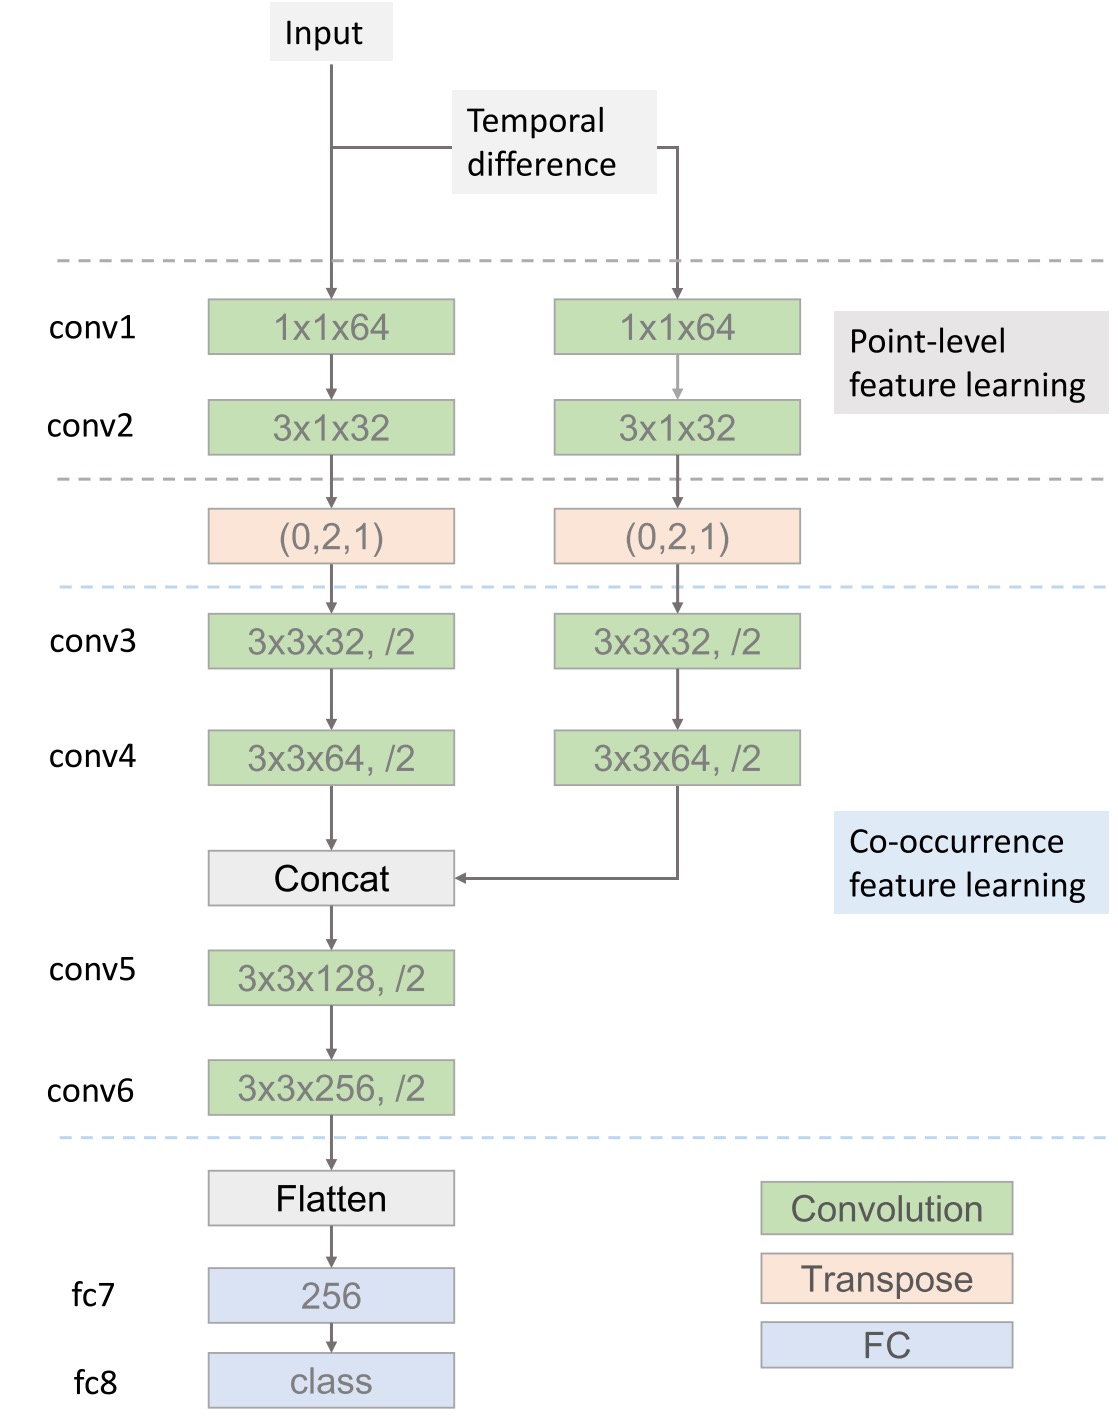 Input
Temporal
difference
conv1
1x1x64
1x1x64
Point-level
feature learning
conv2
3x1x32
3x1x32
(0,2,1)
(0,2,1)
conv3
3x3x32, /2
3x3x32, /2
conv4
3x3x64, /2
3x3x64, /2
Co-occurrence
feature learning
Concat
conv5
3x3x128, /2
conv6
3x3x256, /2
Flatten
Convolution
Transpose
fc7
256
FC
fc8
class